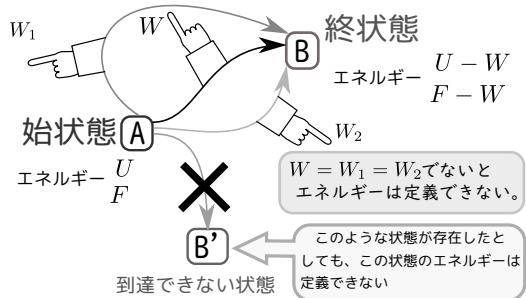 W₁
W
B 終状態
エネルギー U − W
F − W
始状態 A
エネルギー U
F
W₂
W = W₁ = W₂でないと
エネルギーは定義できない。
B’
到達できない状態
このような状態が存在したと
しても、この状態のエネルギーは
定義できない